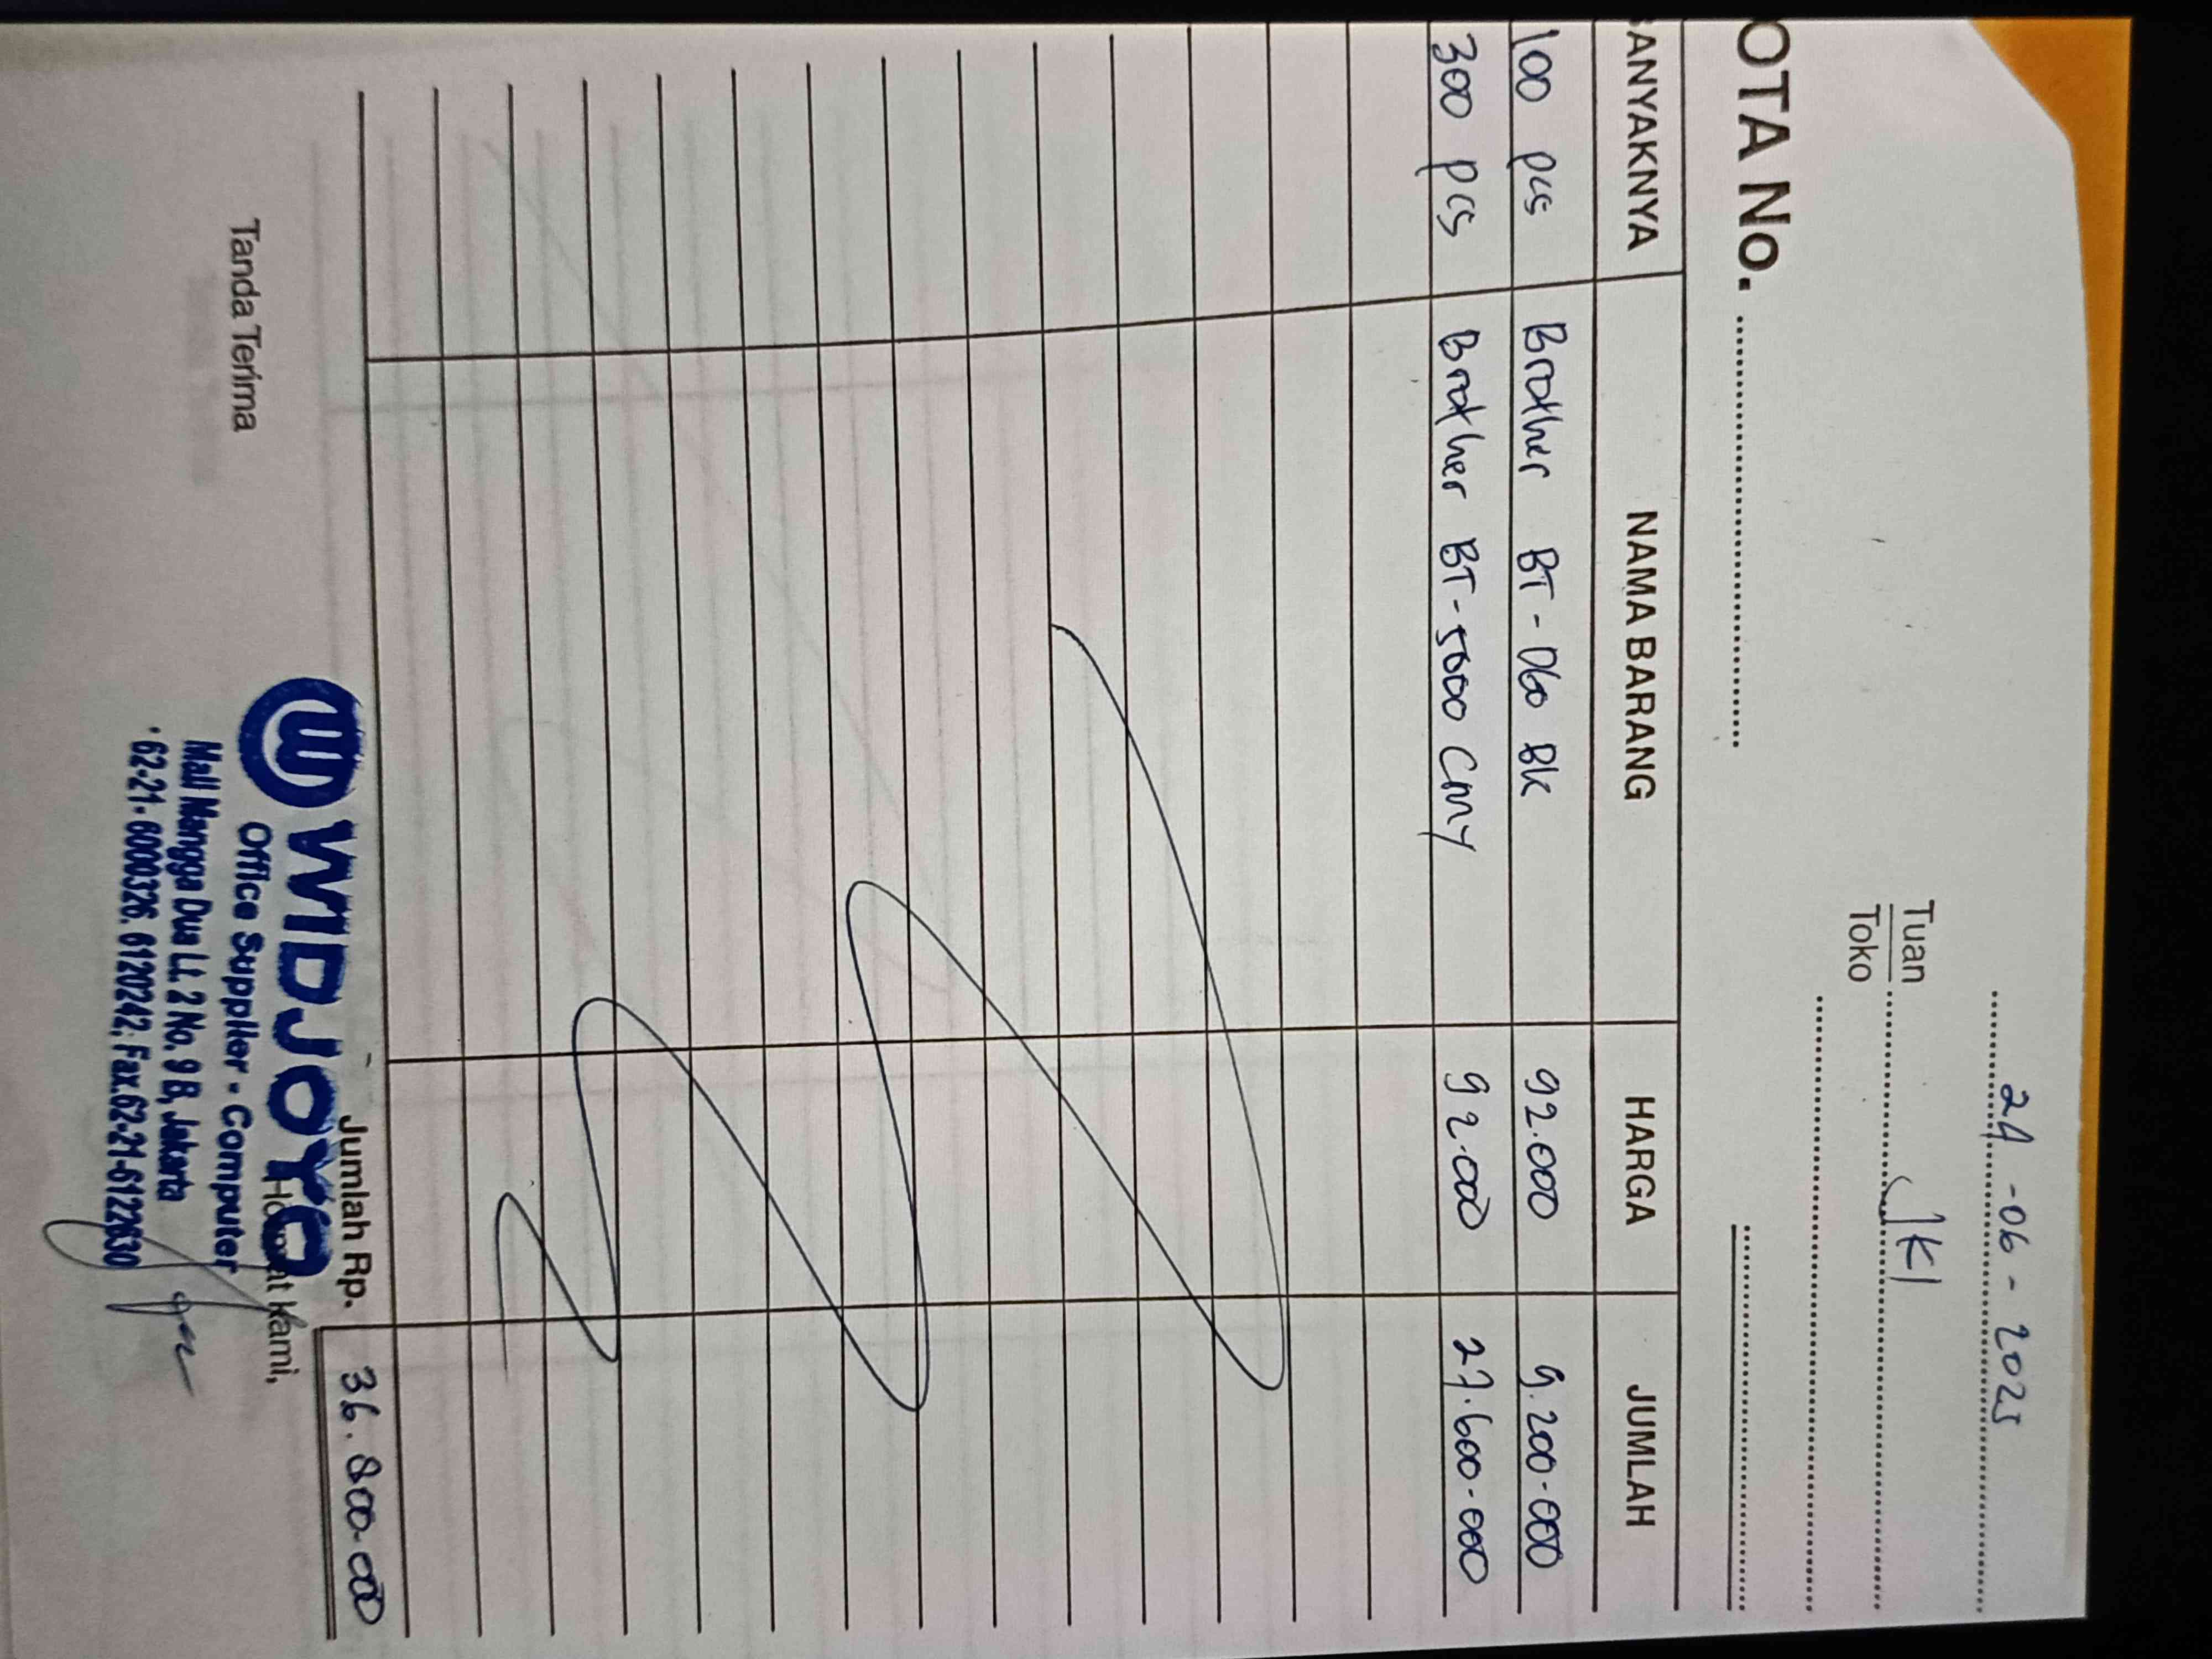 24-06-2025
Tuan JKI
Toko
OTA No.
BANYAKNYA NAMA BARANG HARGA JUMLAH
100 pcs Brother BT-D60 BK 92.000 9.200.000
300 pcs Brother BT-5000 CMY 92.000 27.600.000
Jumlah Rp. 36.800.000
Tanda Terima Hormat Kami,
WIDJOYO
Office Supplier - Computer
Mall Mangga Dua Lt. 2 No. 9 B, Jakarta
62-21-6000326. 6120242; Fax.62-21-6122630